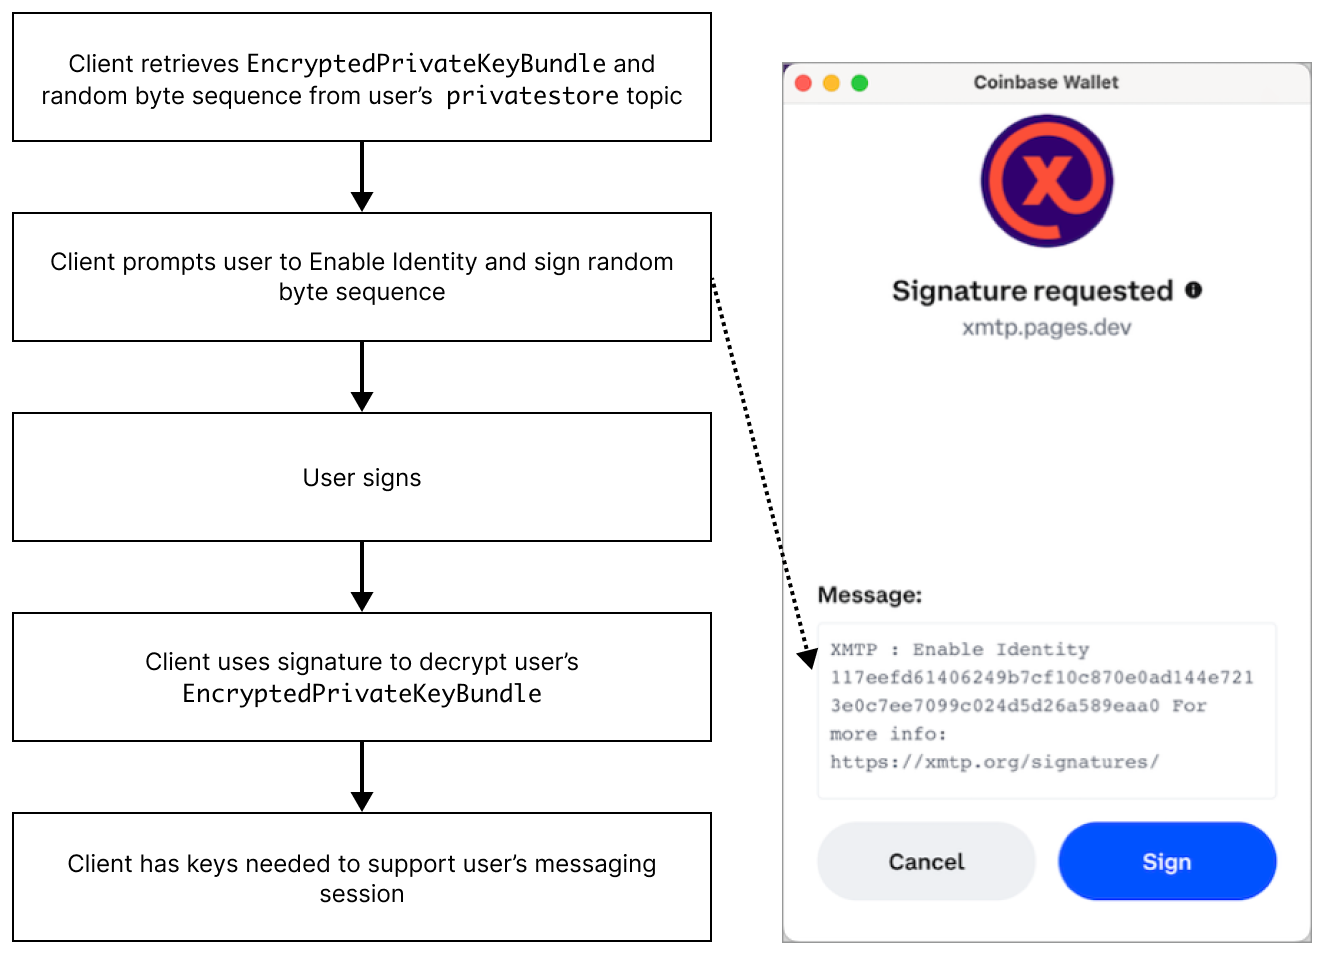 Client retrieves EncryptedPrivateKeyBundle and
random byte sequence from user’s privatestore topic
Client prompts user to Enable Identity and sign random
byte sequence
User signs
Client uses signature to decrypt user’s
EncryptedPrivateKeyBundle
Client has keys needed to support user’s messaging
session
Coinbase Wallet
Signature requested
xmtp.pages.dev
Message:
XMTP : Enable Identity
117eefd61406249b7cf10c870e0ad144e721
3e0c7ee7099c024d5d26a589eaa0 For
more info:
https://xmtp.org/signatures/
Cancel
Sign